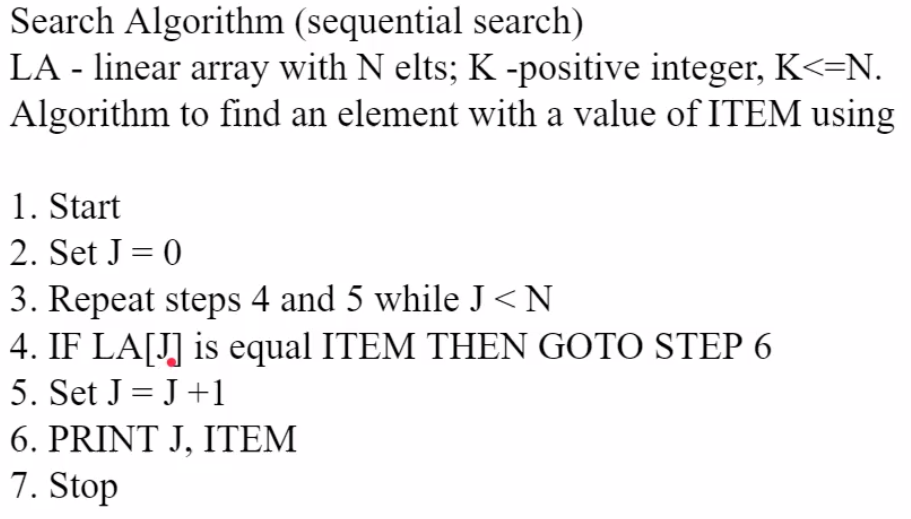 Search Algorithm (sequential search)
LA - linear array with N elts; K -positive integer, K<=N.
Algorithm to find an element with a value of ITEM using
1. Start
2. Set J = 0
3. Repeat steps 4 and 5 while J < N
4. IF LA[J] is equal ITEM THEN GOTO STEP 6
5. Set J = J +1
6. PRINT J, ITEM
7. Stop